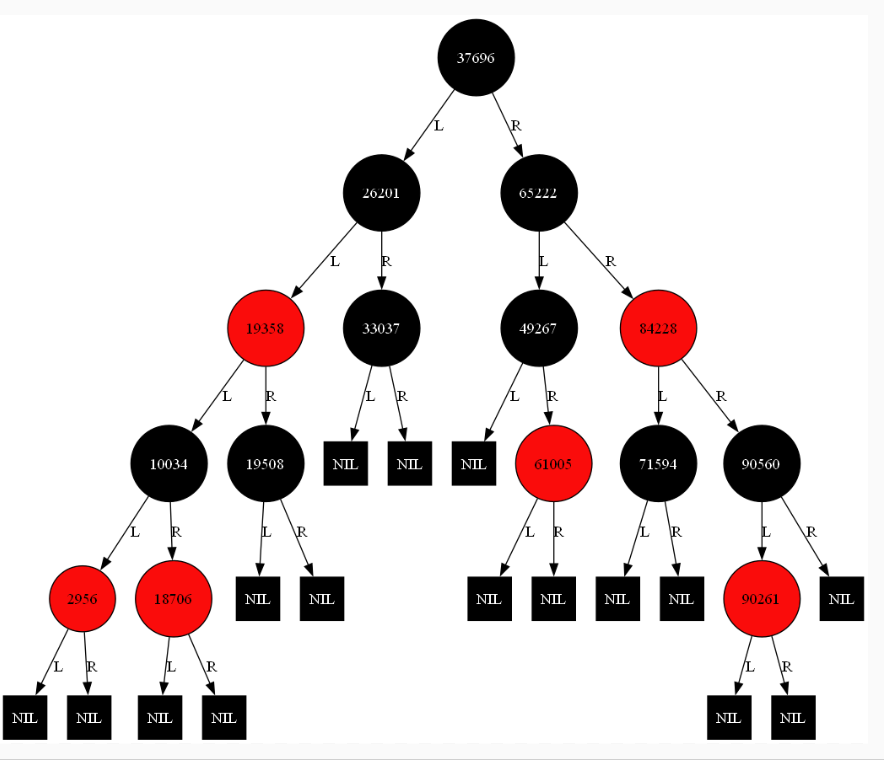 37696
L R
26201 65222
L R L R
19358 33037 49267 84228
L R L R L R L R
10034 19508 NIL NIL NIL 61005 71594 90560
L R L R L R L R L R
2956 18706 NIL NIL NIL NIL NIL NIL 90261 NIL
L R L R L R
NIL NIL NIL NIL NIL NIL